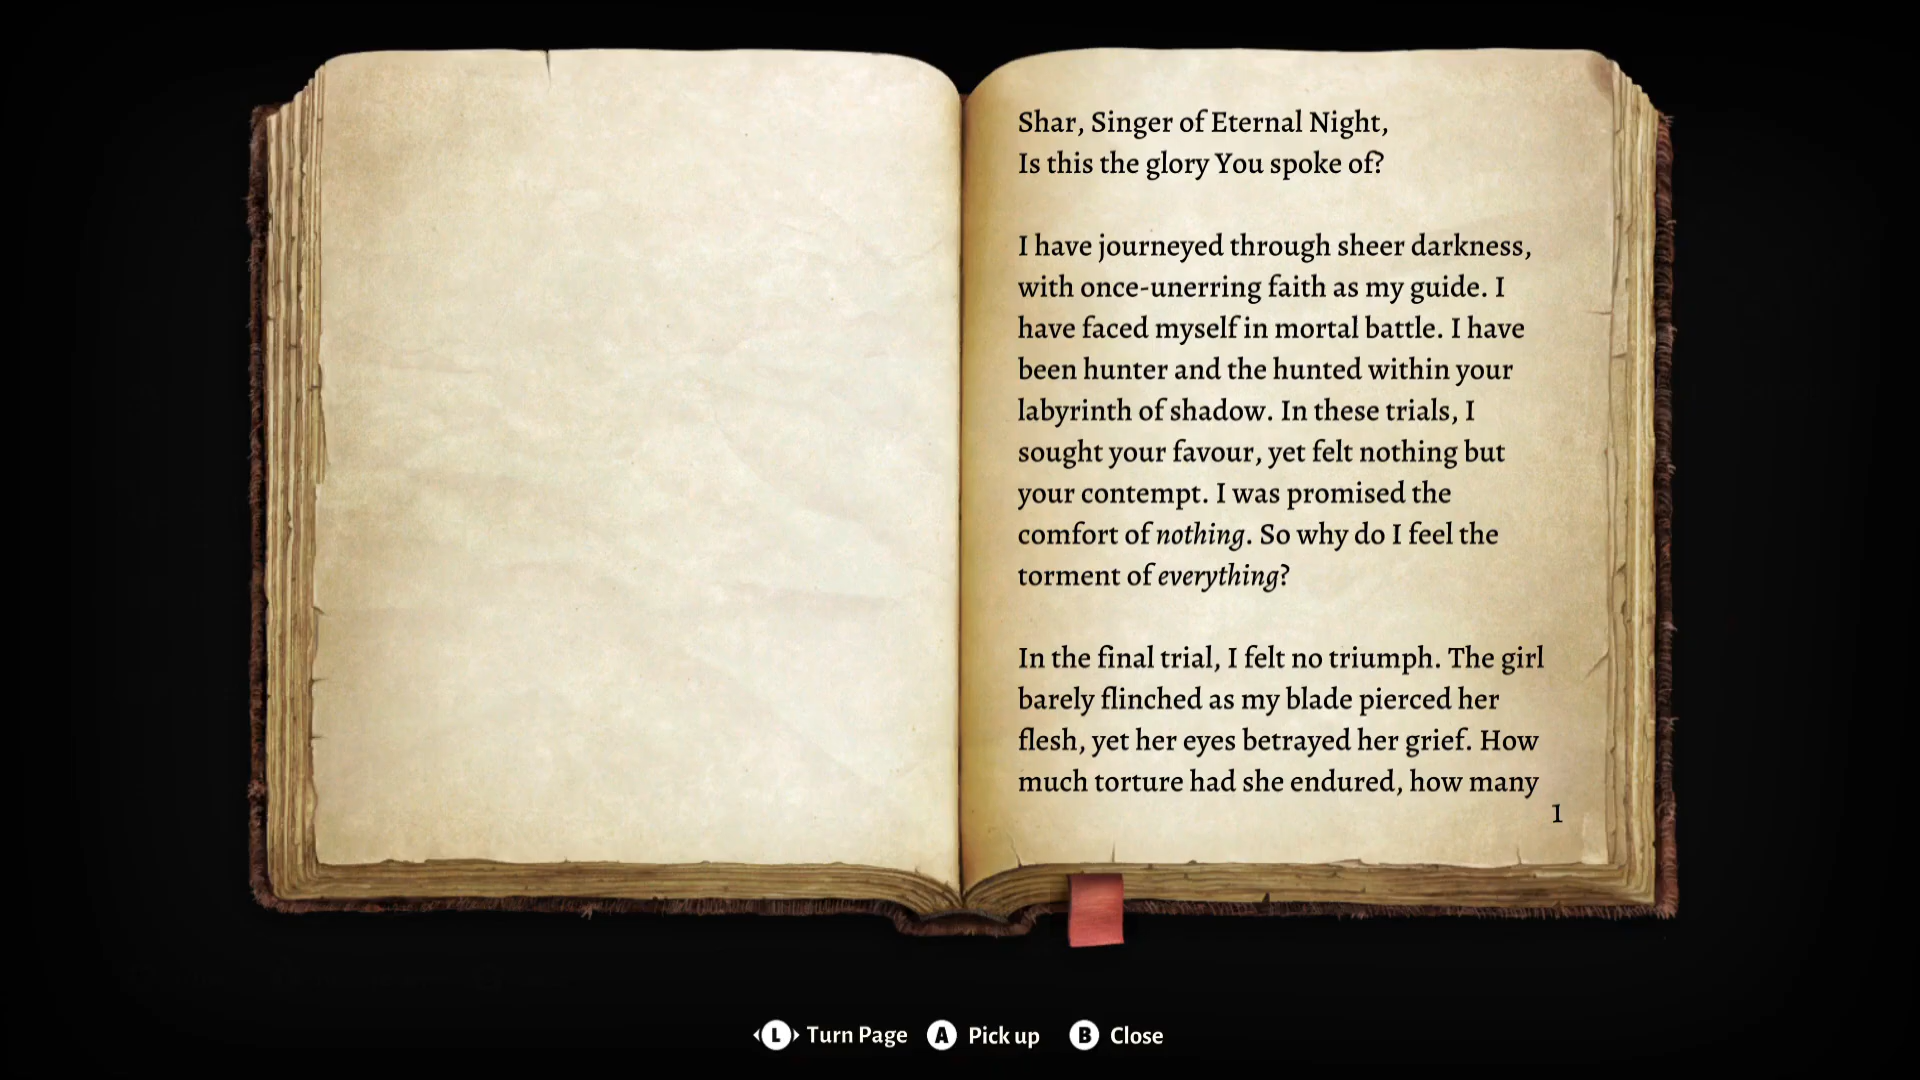 Shar, Singer of Eternal Night,
Is this the glory You spoke of?
I have journeyed through sheer darkness,
with once-unerring faith as my guide. I
have faced myself in mortal battle. I have
been hunter and the hunted within your
labyrinth of shadow. In these trials, I
sought your favour, yet felt nothing but
your contempt. I was promised the
comfort of nothing. So why do I feel the
torment of everything?
In the final trial, I felt no triumph. The girl
barely flinched as my blade pierced her
flesh, yet her eyes betrayed her grief. How
much torture had she endured, how many
1
L Turn Page A Pick up B Close